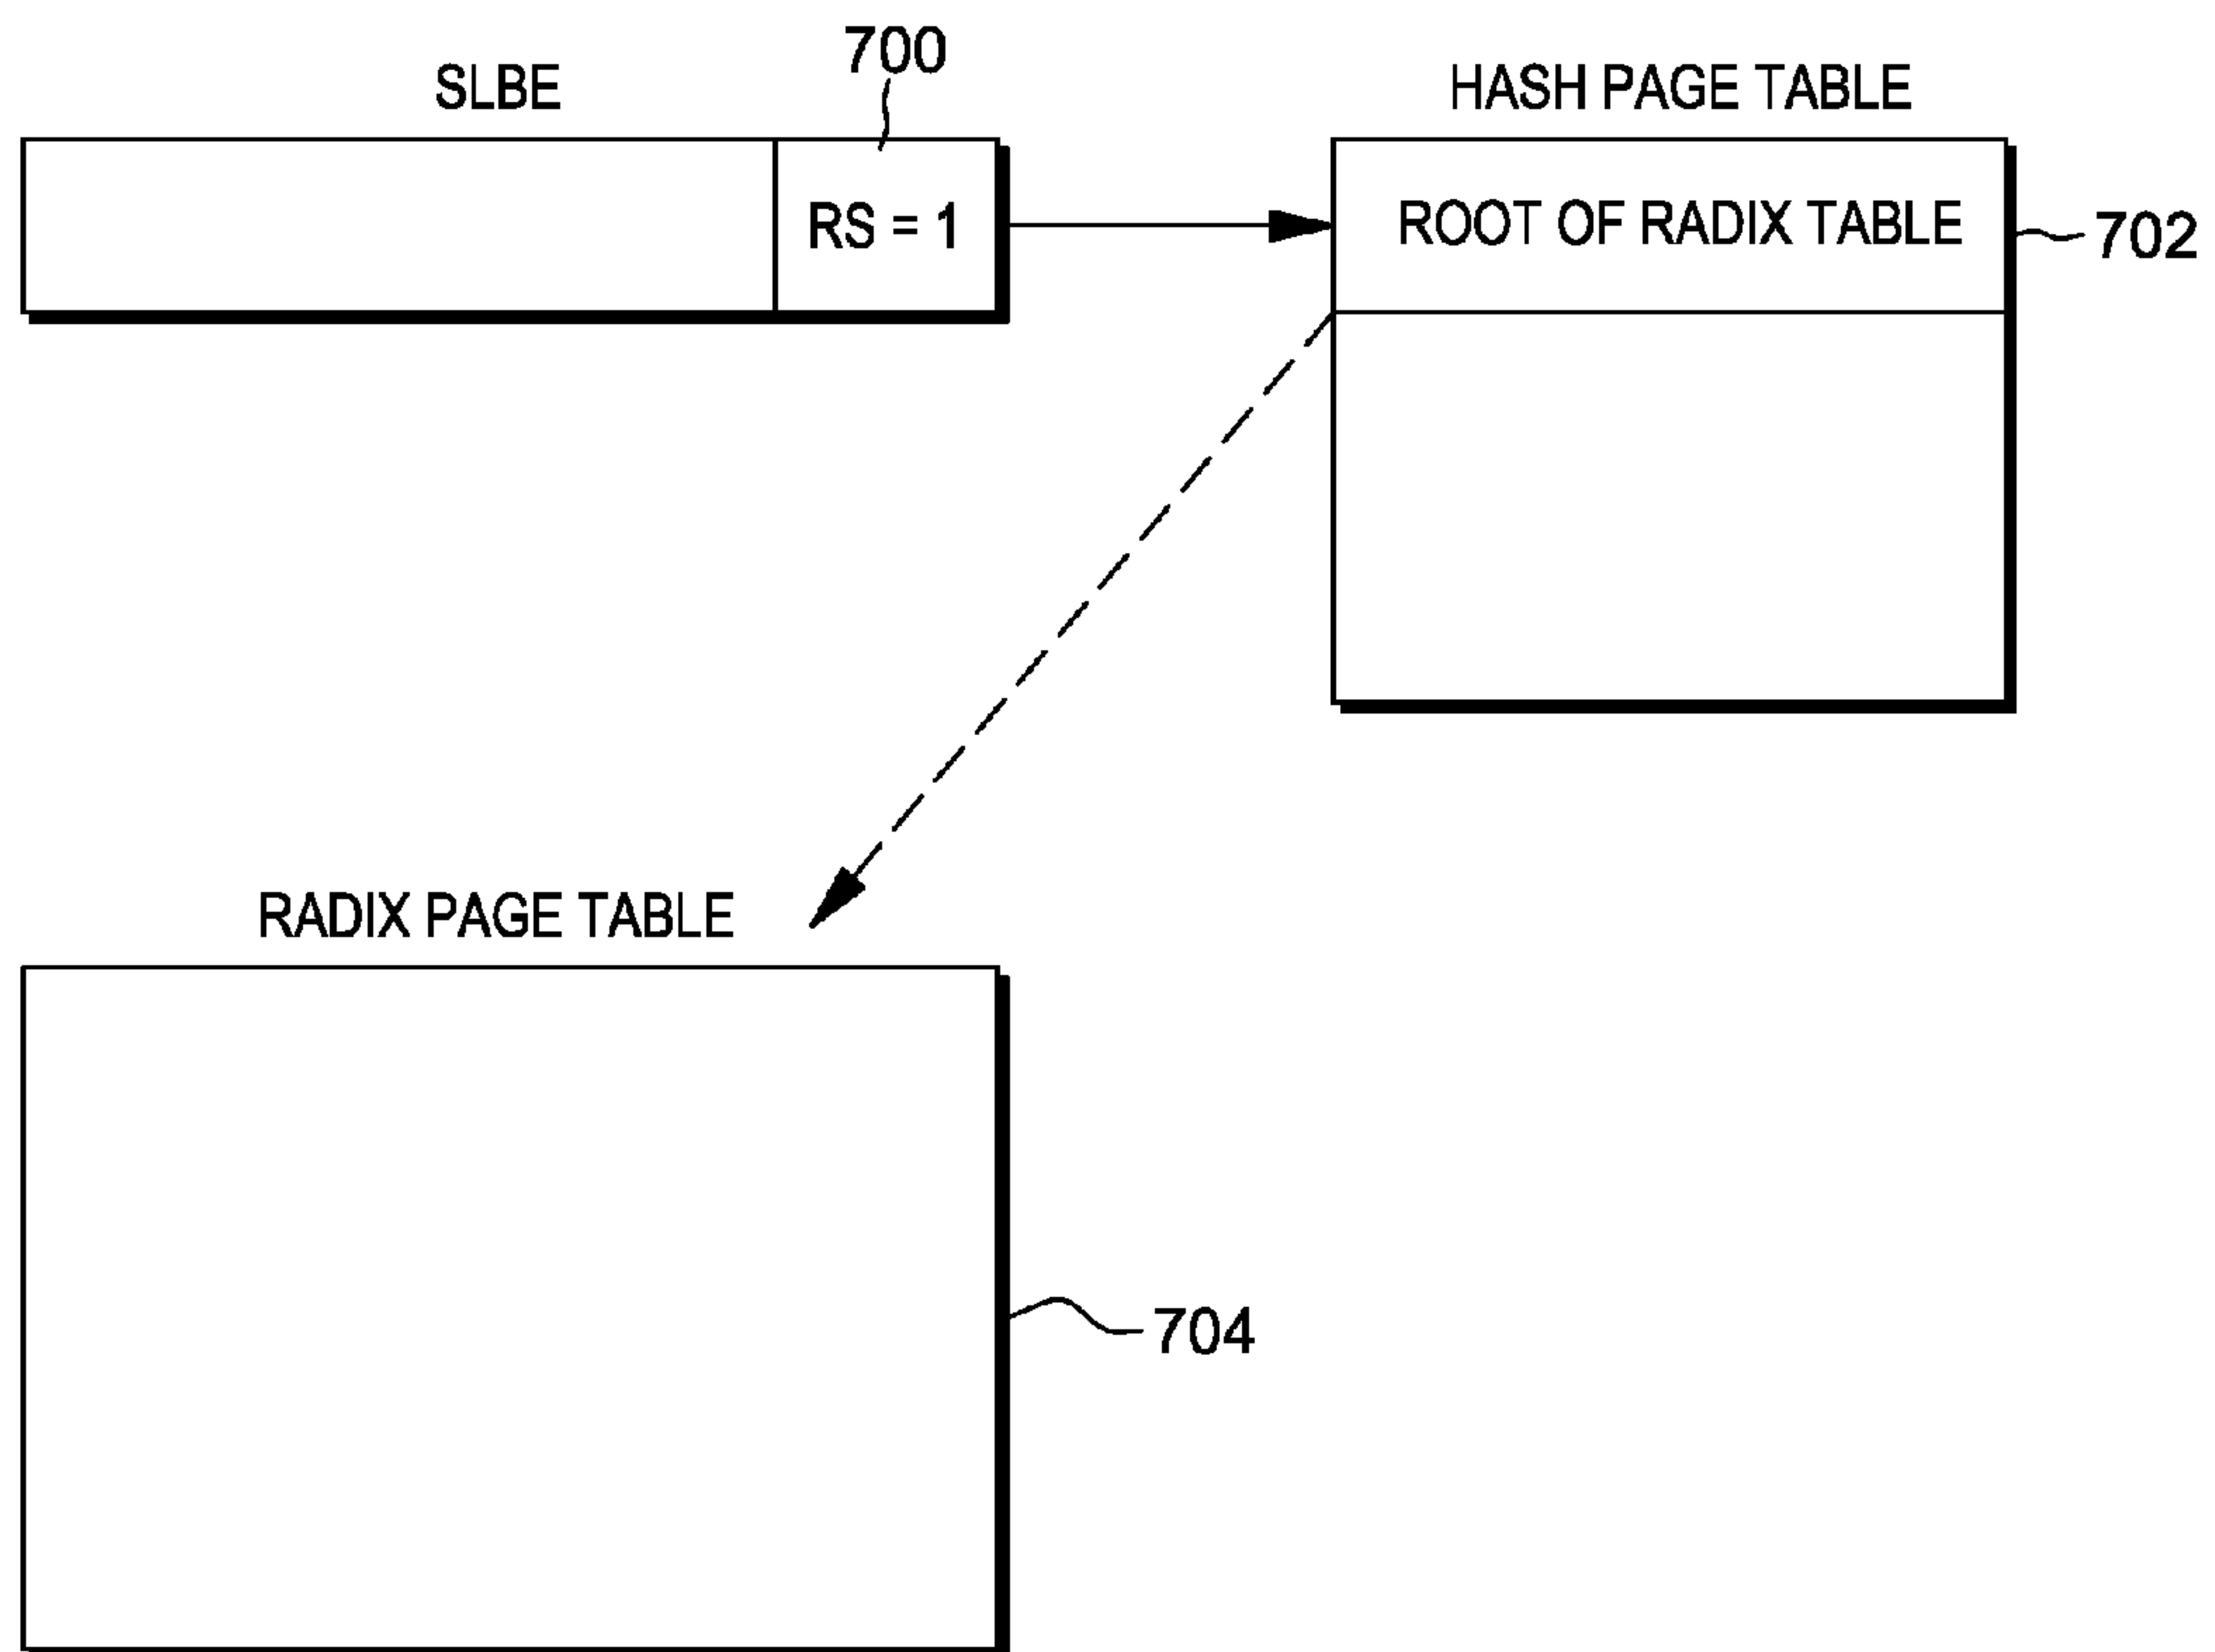 700
SLBE
HASH PAGE TABLE
RS = 1
ROOT OF RADIX TABLE
702
RADIX PAGE TABLE
704